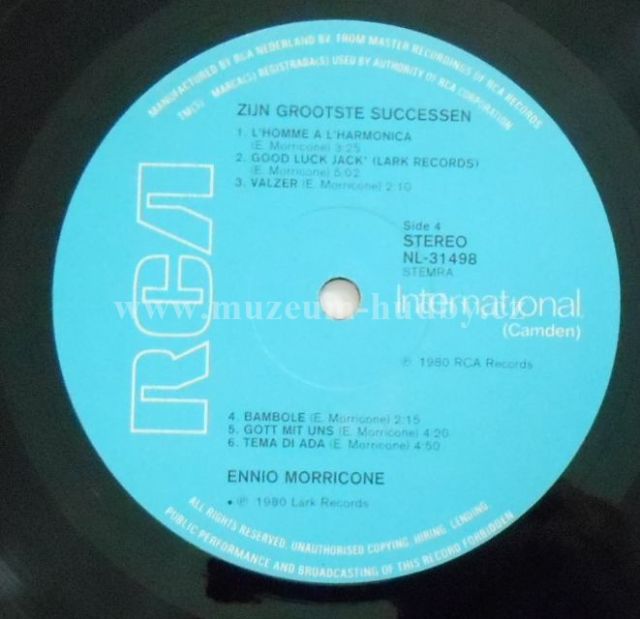 MANUFACTURED BY RCA NEDERLAND BV. FROM MASTER RECORDINGS OF RCA RECORDS
TM(S) MARCA(S) REGISTRADA(S) USED BY AUTHORITY OF RCA CORPORATION
ZIJN GROOTSTE SUCCESSEN
1. L'HOMME A L'HARMONICA
(E. Morricone) 3:25
2. GOOD LUCK JACK* (LARK RECORDS)
(E. Morricone) 5:02
3. VALZER (E. Morricone) 2:10
RCA
Side 4
STEREO
NL-31498
STEMRA
www.muzeum-hudby.cz
International
(Camden)
℗ 1980 RCA Records
4. BAMBOLE (E. Morricone) 2:15
5. GOTT MIT UNS (E. Morricone) 4:20
6. TEMA DI ADA (E. Morricone) 4:50
ENNIO MORRICONE
* ℗ 1980 Lark Records
ALL RIGHTS RESERVED. UNAUTHORISED COPYING. HIRING. LENDING.
PUBLIC PERFORMANCE AND BROADCASTING OF THIS RECORD FORBIDDEN